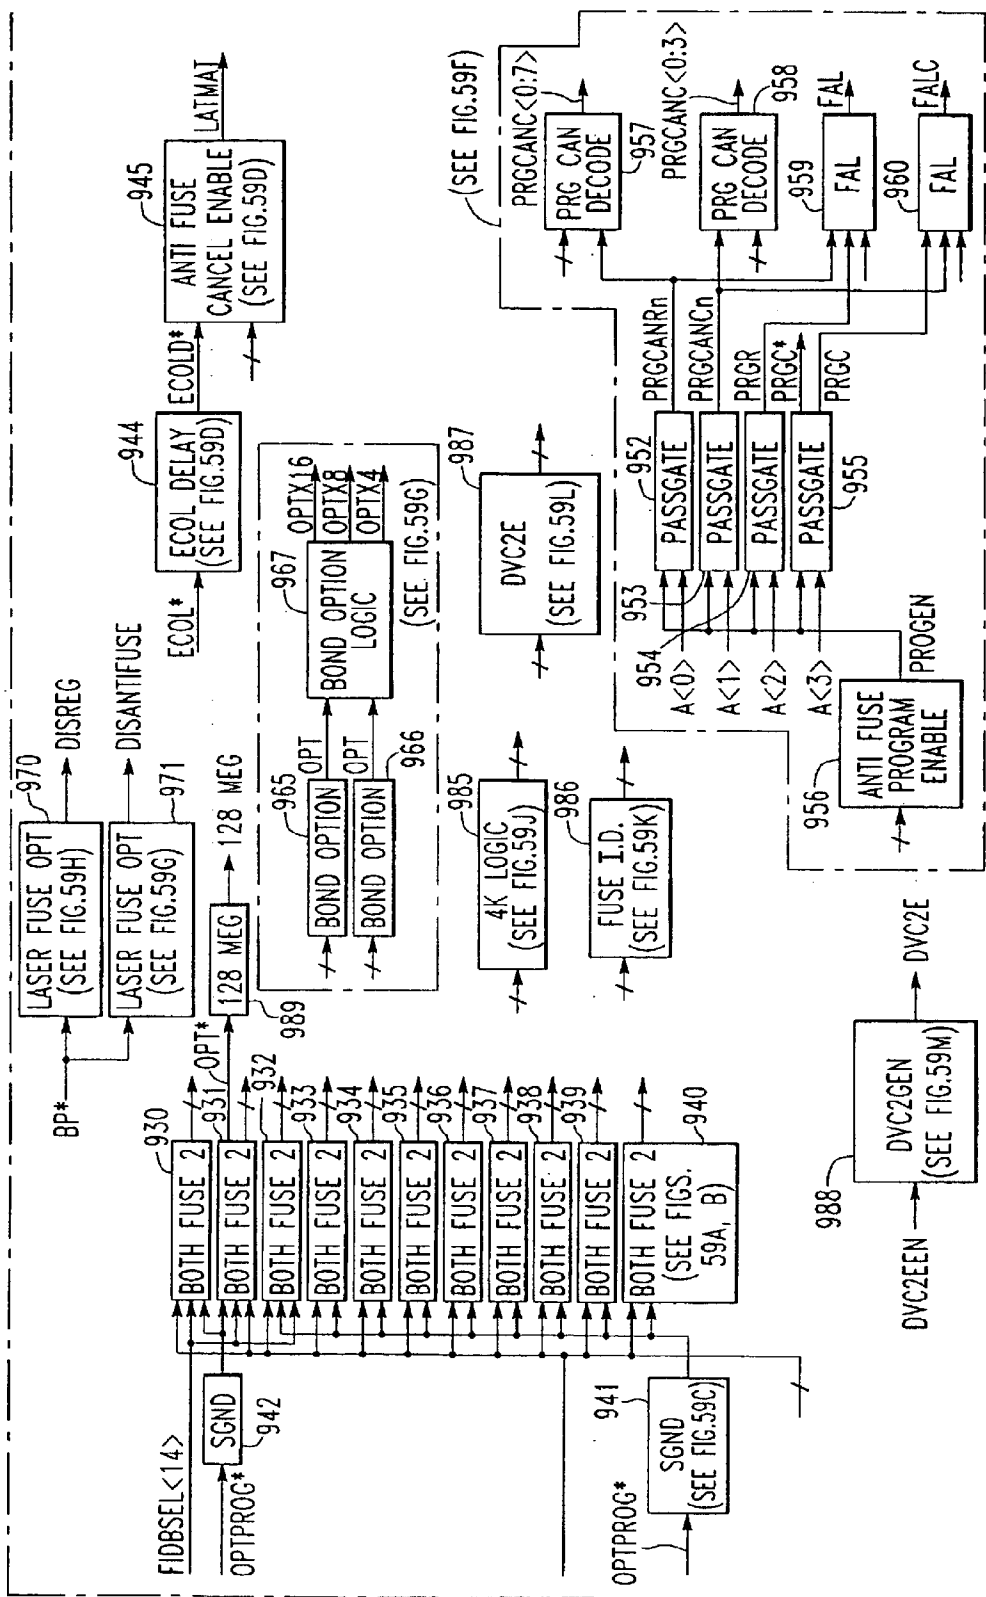 FIDBSEL<14>
OPTPROG*
SGND
942
OPTPROG*
941
SGND
(SEE FIG.59C)
BOTH FUSE 2
930
BOTH FUSE 2
931
OPT*
BOTH FUSE 2
932
BOTH FUSE 2
933
BOTH FUSE 2
934
BOTH FUSE 2
935
BOTH FUSE 2
936
BOTH FUSE 2
937
BOTH FUSE 2
938
BOTH FUSE 2
939
BOTH FUSE 2
(SEE FIGS.
59A, B)
940
BP*
LASER FUSE OPT
(SEE FIG.59H)
970
DISREG
LASER FUSE OPT
(SEE FIG.59G)
971
DISANTIFUSE
128 MEG
989
128 MEG
ECOL*
944
ECOL DELAY
(SEE FIG.59D)
ECOLD*
945
ANTI FUSE
CANCEL ENABLE
(SEE FIG.59D)
LATMAT
965
BOND OPTION
OPT
BOND OPTION
966
OPT
967
BOND OPTION
LOGIC
OPTX16
OPTX8
OPTX4
(SEE FIG.59G)
985
4K LOGIC
(SEE FIG.59J)
986
FUSE I.D.
(SEE FIG.59K)
987
DVC2E
(SEE FIG.59L)
DVC2EEN
988
DVC2GEN
(SEE FIG.59M)
DVC2E
956
ANTI FUSE
PROGRAM
ENABLE
PROGEN
A<0>
A<1>
A<2>
A<3>
952
PASSGATE
953
PASSGATE
954
PASSGATE
PASSGATE
955
PRGCANRn
PRGCANCn
PRGR
PRGC*
PRGC
(SEE FIG.59F)
PRGCANC<0:7>
PRG CAN
DECODE
957
PRGCANC<0:3>
PRG CAN
DECODE
958
959
FAL
FAL
960
FAL
FALC